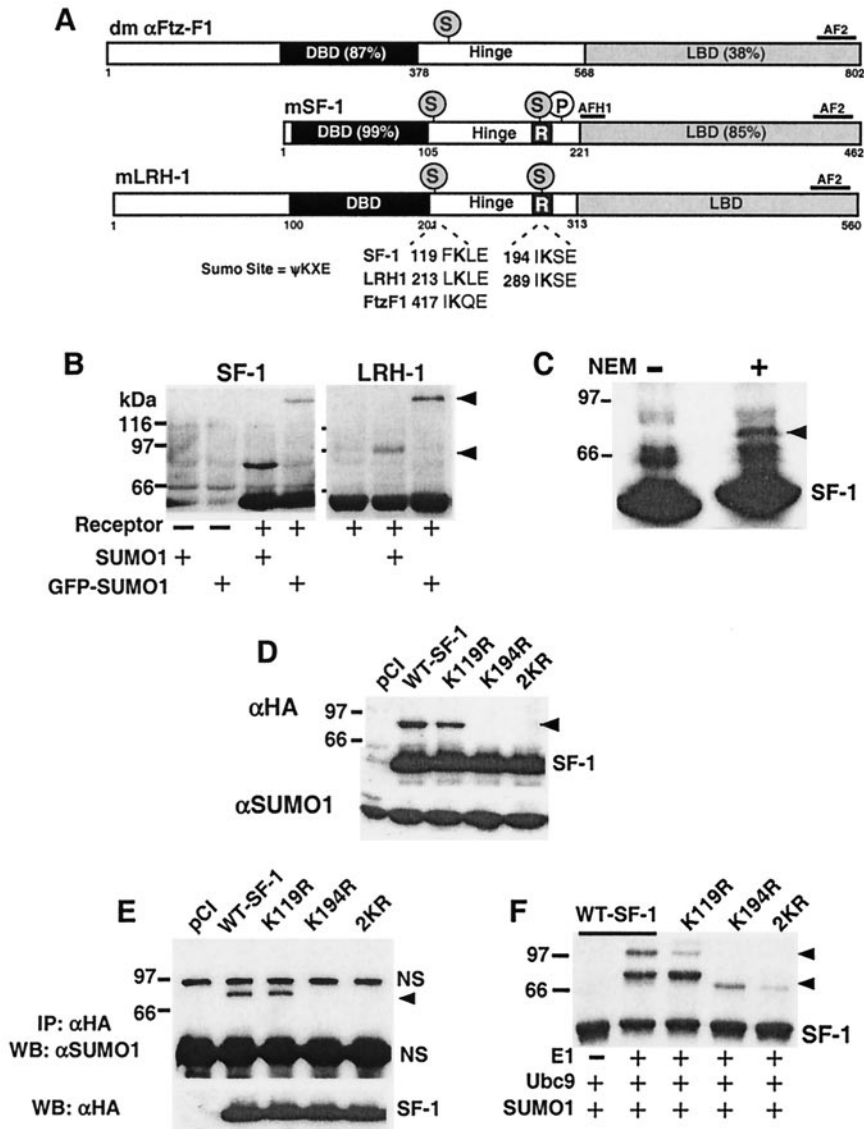 A
dm αFtz-F1
S
DBD (87%)
Hinge
LBD (38%)
AF2
1
378
568
802
mSF-1
S
S
P
AFH1
AF2
DBD (99%)
Hinge
R
LBD (85%)
1
105
221
462
mLRH-1
S
S
AF2
DBD
Hinge
R
LBD
1
100
201
313
560
Sumo Site = ψKXE
SF-1 119 FKLE 194 IKSE
LRH1 213 LKLE 289 IKSE
FtzF1 417 IKQE
B
SF-1
LRH-1
kDa
116
97
66
Receptor − − + + + + +
SUMO1 + + +
GFP-SUMO1 + + +
C
NEM − +
97
66
SF-1
D
pCI
WT-SF-1
K119R
K194R
2KR
αHA
97
66
SF-1
αSUMO1
E
pCI
WT-SF-1
K119R
K194R
2KR
97
NS
66
IP: αHA
WB: αSUMO1
NS
WB: αHA
SF-1
F
WT-SF-1
K119R
K194R
2KR
97
66
SF-1
E1 − + + + +
Ubc9 + + + + +
SUMO1 + + + + +